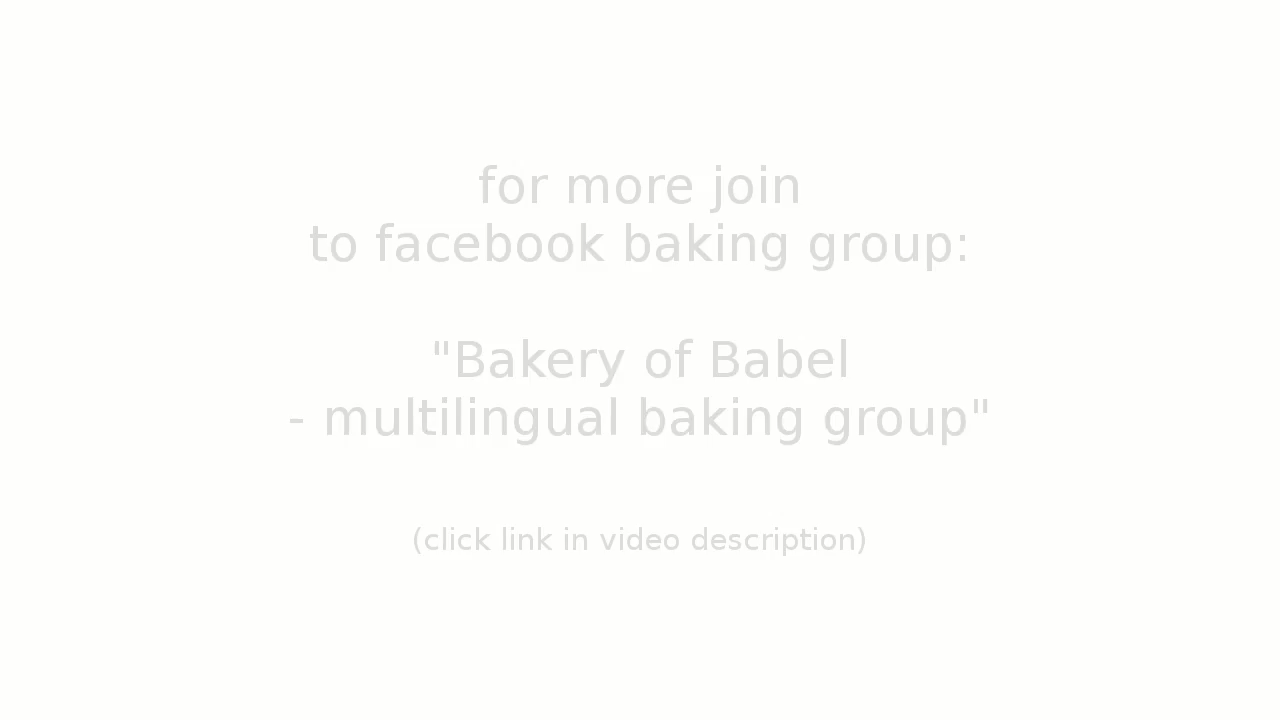 for more join
to facebook baking group:
"Bakery of Babel
- multilingual baking group"
(click link in video description)